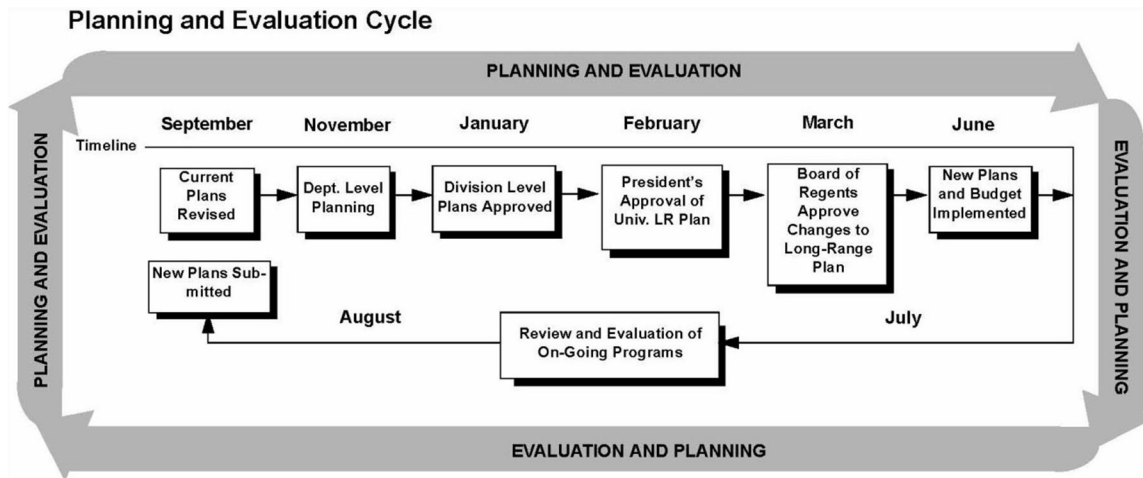 Planning and Evaluation Cycle
PLANNING AND EVALUATION
September
November
January
February
March
June
Timeline
Current
Plans
Revised
Dept. Level
Planning
Division Level
Plans Approved
President's
Approval of
Univ. LR Plan
Board of
Regents
Approve
Changes to
Long-Range
Plan
New Plans
and Budget
Implemented
New Plans Sub-
mitted
August
Review and Evaluation of
On-Going Programs
July
PLANNING AND EVALUATION
EVALUATION AND PLANNING
EVALUATION AND PLANNING